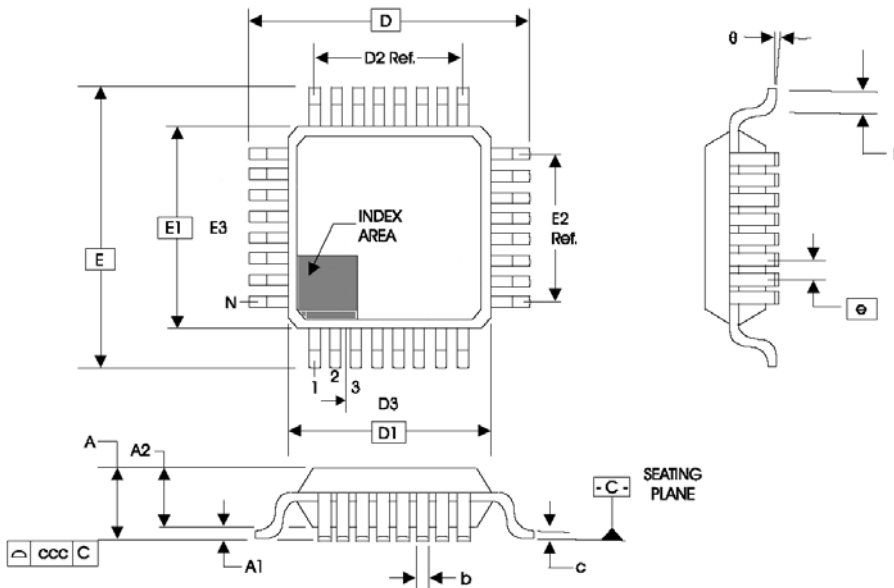 D
D2 Ref.
θ
E
E1
E3
INDEX
AREA
E2
Ref.
N
1
2
3
D3
D1
e
A
A2
SEATING
PLANE
-C-
ccc C
A1
b
c